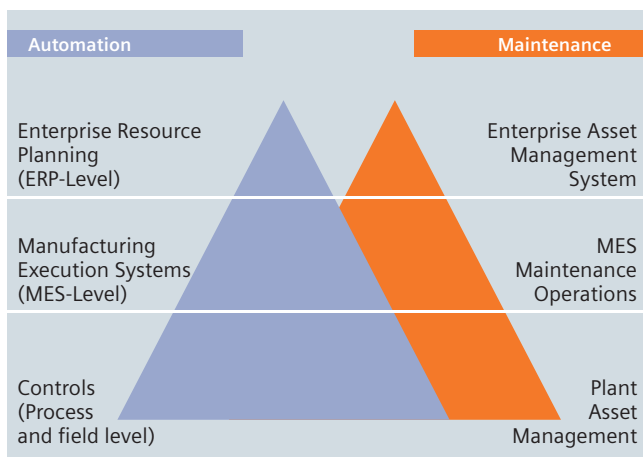 Automation
Maintenance
Enterprise Resource
Planning
(ERP-Level)
Enterprise Asset
Management
System
Manufacturing
Execution Systems
(MES-Level)
MES
Maintenance
Operations
Controls
(Process
and field level)
Plant
Asset
Management